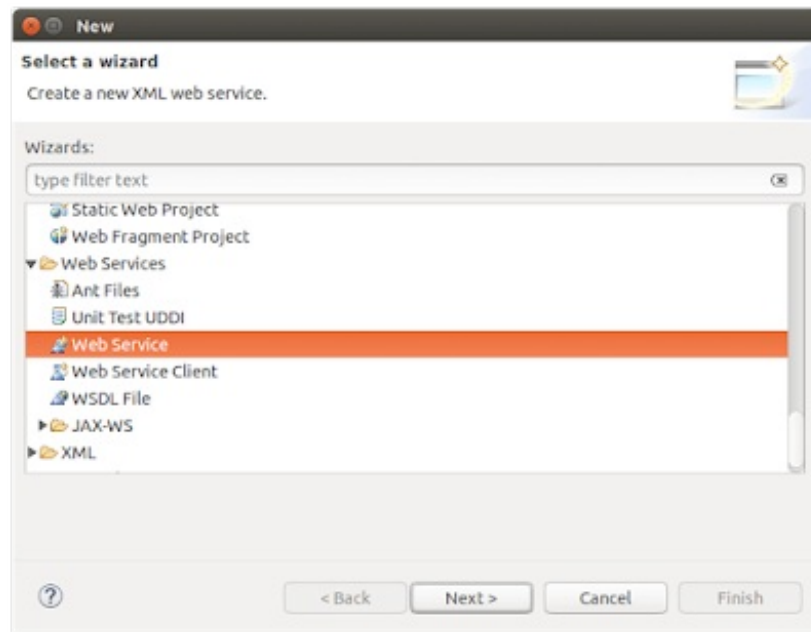 New
Select a wizard
Create a new XML web service.
Wizards:
type filter text
Static Web Project
Web Fragment Project
Web Services
Ant Files
Unit Test UDDI
Web Service
Web Service Client
WSDL File
JAX-WS
XML
< Back Next > Cancel Finish